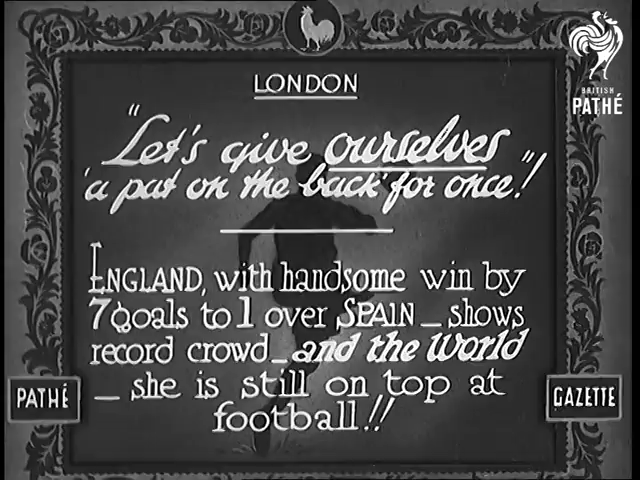 BRITISH
PATHÉ
LONDON
"Let's give ourselves
'a pat on the back' for once"!
ENGLAND, with handsome win by
7 goals to 1 over SPAIN _ shows
record crowd _ and the World
_ she is still on top at
football!!
PATHÉ
GAZETTE